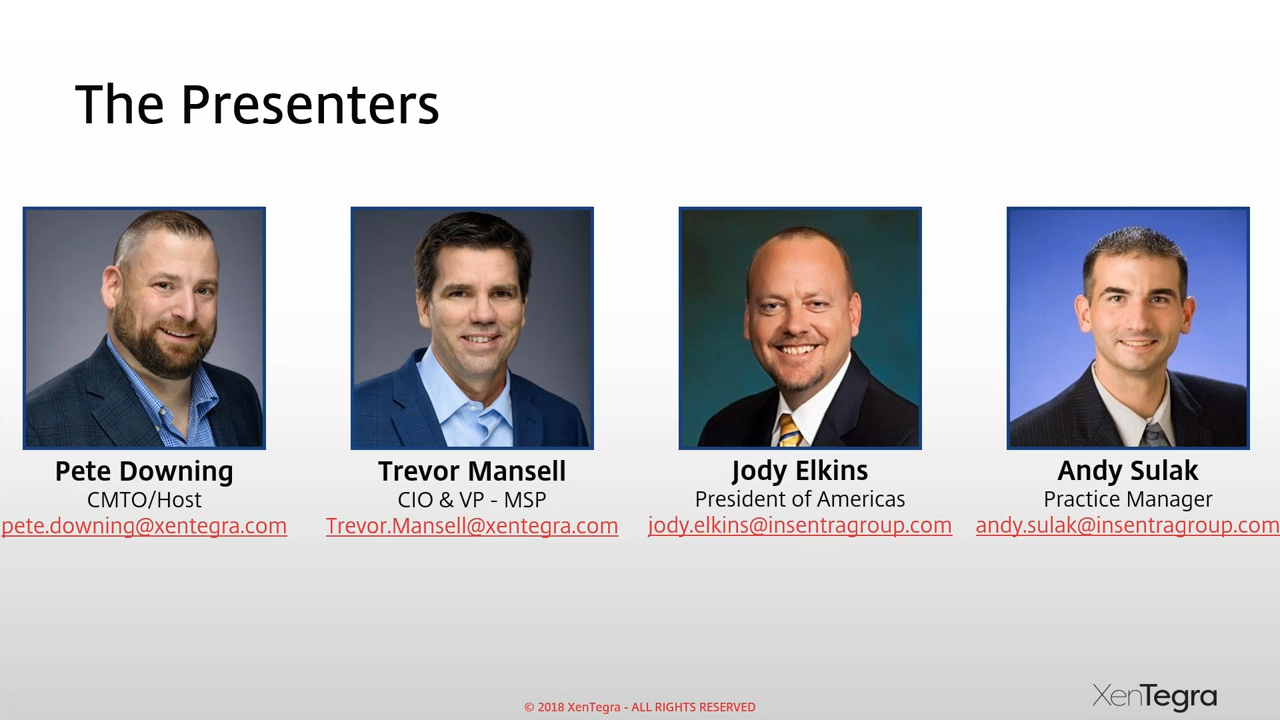 The Presenters
Pete Downing
CMTO/Host
pete.downing@xentegra.com
Trevor Mansell
CIO & VP - MSP
Trevor.Mansell@xentegra.com
Jody Elkins
President of Americas
jody.elkins@insentragroup.com
Andy Sulak
Practice Manager
andy.sulak@insentragroup.com
© 2018 XenTegra - ALL RIGHTS RESERVED
XenTegra